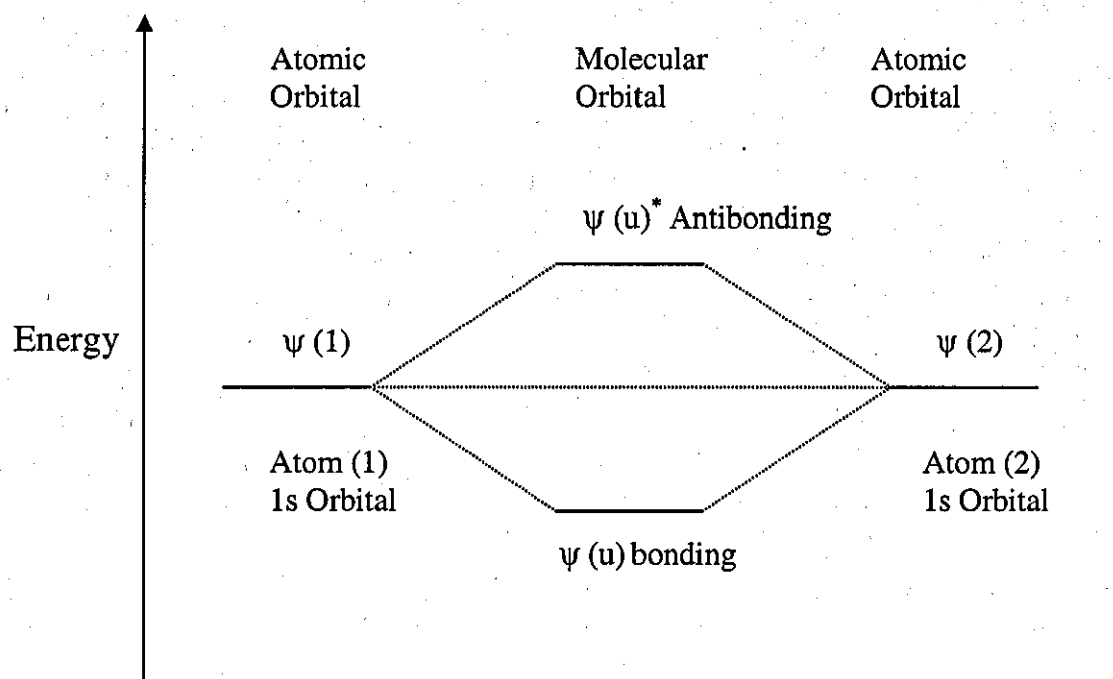 Atomic
Orbital
Molecular
Orbital
Atomic
Orbital
ψ (u)* Antibonding
Energy
ψ (1)
ψ (2)
Atom (1)
1s Orbital
Atom (2)
1s Orbital
ψ (u) bonding